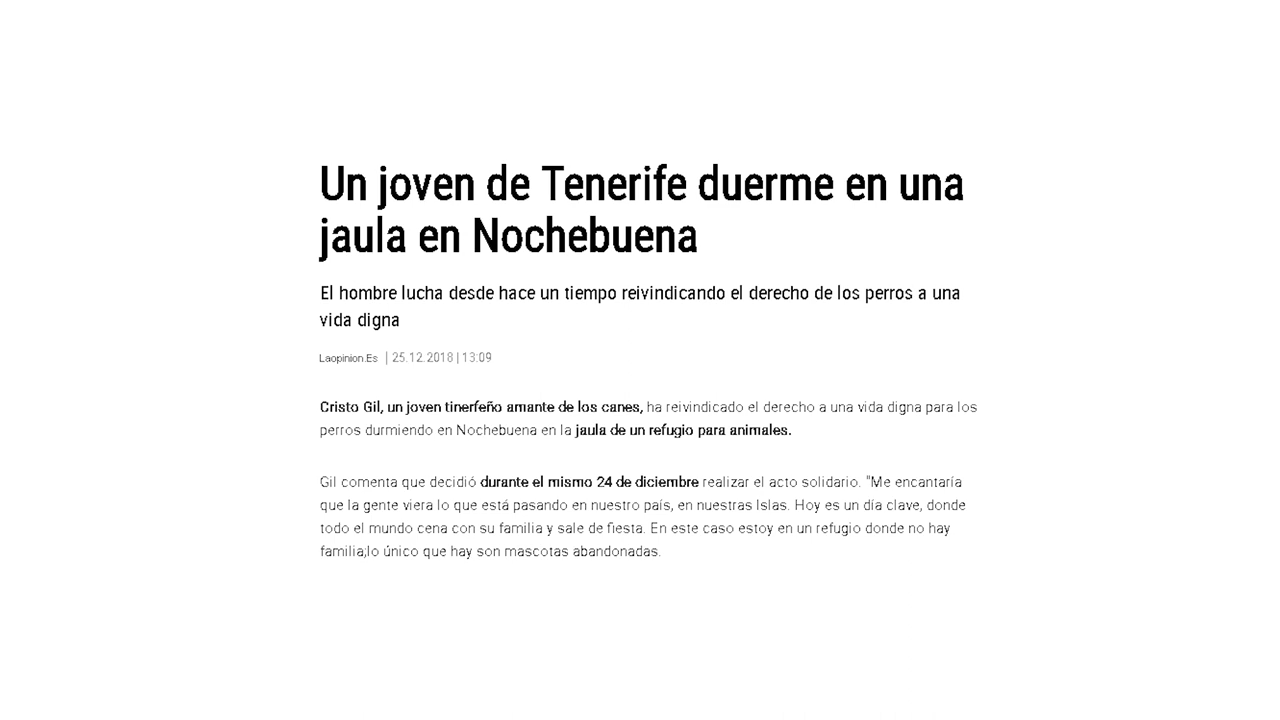 Un joven de Tenerife duerme en una
jaula en Nochebuena
El hombre lucha desde hace un tiempo reivindicando el derecho de los perros a una
vida digna
Laopinion.Es | 25.12.2018 | 13:09
Cristo Gil, un joven tinerfeño amante de los canes, ha reivindicado el derecho a una vida digna para los
perros durmiendo en Nochebuena en la jaula de un refugio para animales.
Gil comenta que decidió durante el mismo 24 de diciembre realizar el acto solidario. "Me encantaría
que la gente viera lo que está pasando en nuestro país, en nuestras Islas. Hoy es un día clave, donde
todo el mundo cena con su familia y sale de fiesta. En este caso estoy en un refugio donde no hay
familia;lo único que hay son mascotas abandonadas.